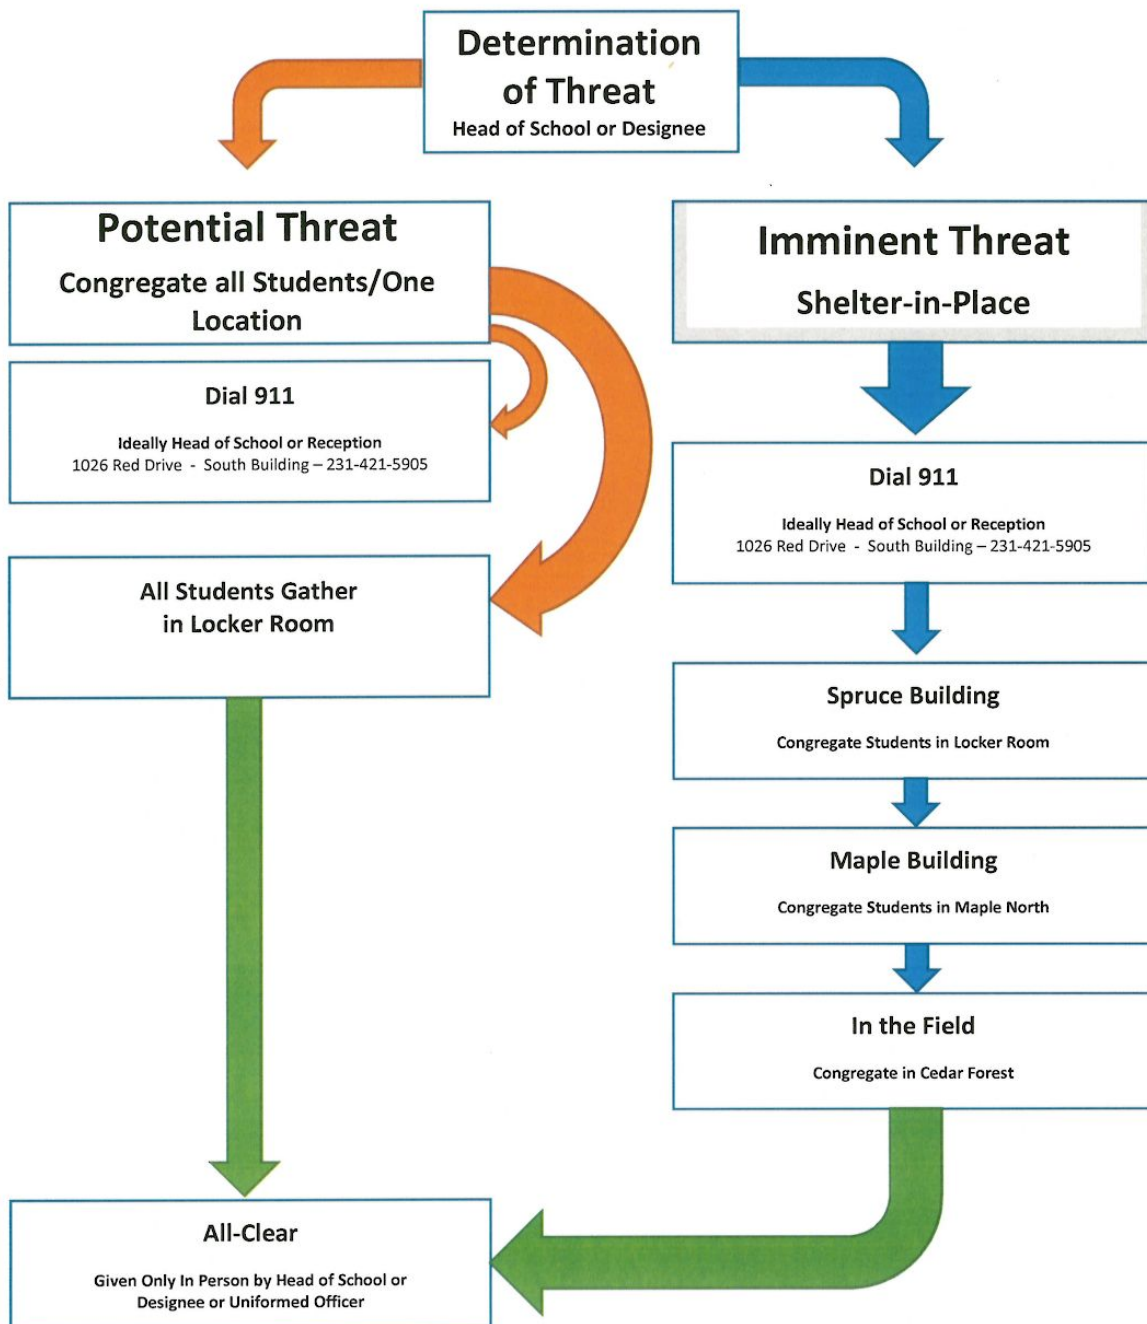 Determination
of Threat
Head of School or Designee
Potential Threat
Congregate all Students/One
Location
Dial 911
Ideally Head of School or Reception
1026 Red Drive - South Building – 231-421-5905
All Students Gather
in Locker Room
Imminent Threat
Shelter-in-Place
Dial 911
Ideally Head of School or Reception
1026 Red Drive - South Building – 231-421-5905
Spruce Building
Congregate Students in Locker Room
Maple Building
Congregate Students in Maple North
In the Field
Congregate in Cedar Forest
All-Clear
Given Only In Person by Head of School or
Designee or Uniformed Officer